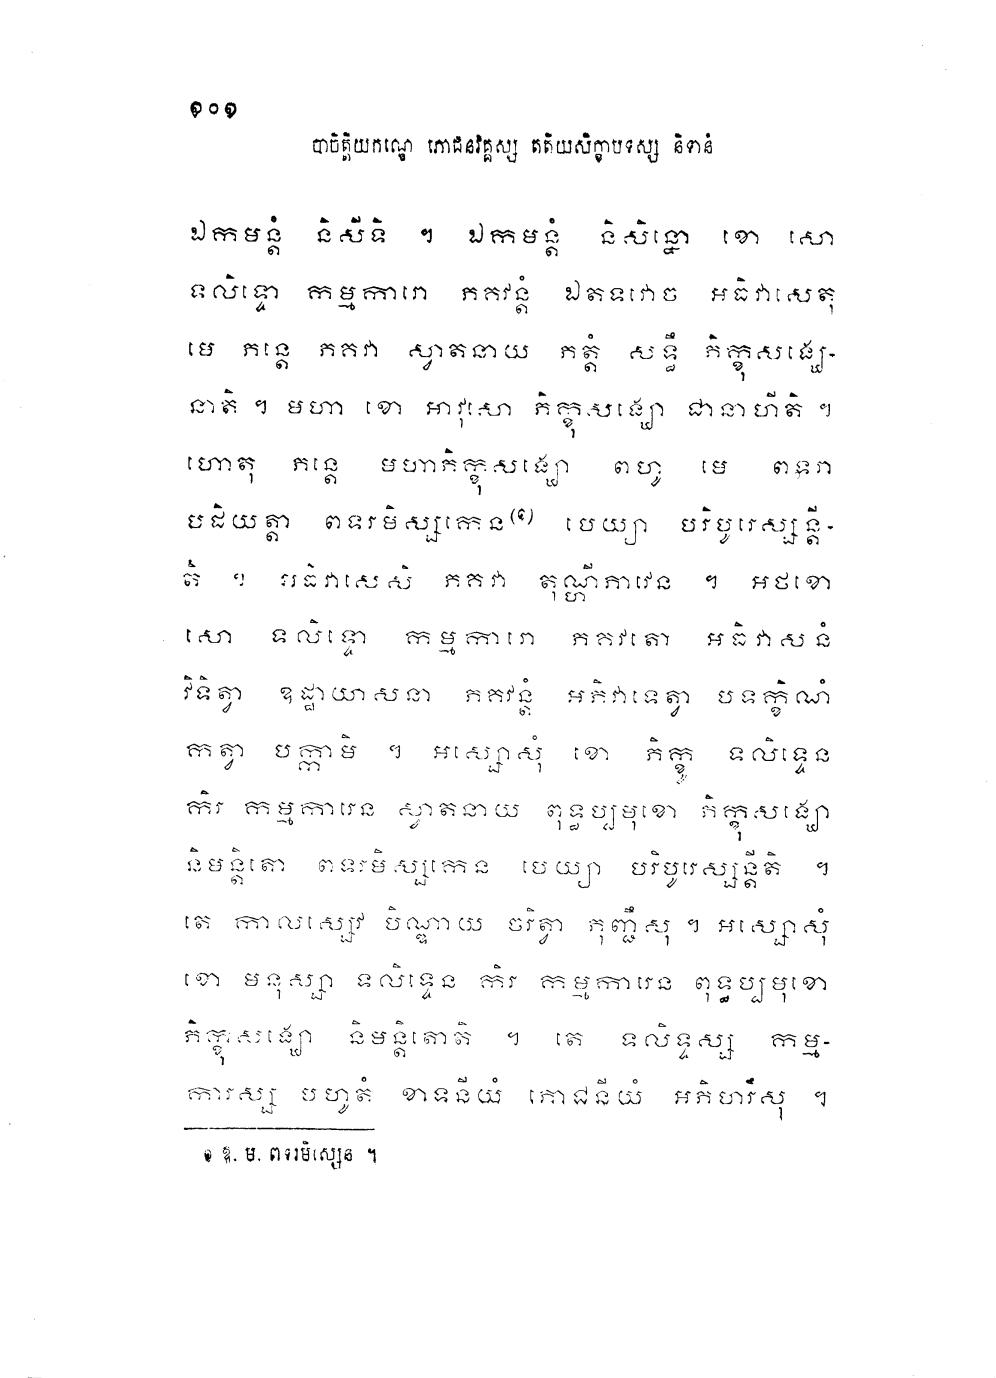 ១០១
បាចិត្តិយកណ្ឌេ ភោជនវគ្គស្ស តតិយសិក្ខាបទស្ស និទានំ
ឯកមន្តំ និសីទិ ។ ឯកមន្តំ និសិន្នោ ខោ សោ
ទលិទ្ទោ កម្មការោ ភគវន្តំ ឯតទវោច អធិវាសេតុ
មេ ភន្តេ ភគវា ស្វាតនាយ ភត្តំ សទ្ធឹ ភិក្ខុសង្ឃេ-
នាតិ ។ មហា ខោ អាវុសោ ភិក្ខុសង្ឃោ ជានាហីតិ ។
ហោតុ ភន្តេ មហាភិក្ខុសង្ឃោ ពហូ មេ ពទរា
បដិយត្តា ពទរមិស្សកេន(១) បេយ្យា បរិបូរេស្សន្តី-
តិ ។ អធិវាសេសិ ភគវា តុណ្ហីភាវេន ។ អថខោ
សោ ទលិទ្ទោ កម្មការោ ភគវតោ អធិវាសនំ
វិទិត្វា ឧដ្ឋាយាសនា ភគវន្តំ អភិវាទេត្វា បទក្ខិណំ
កត្វា បក្កាមិ ។ អស្សោសុំ ខោ ភិក្ខូ ទលិទ្ទេន
កិរ កម្មការេន ស្វាតនាយ ពុទ្ធប្បមុខោ ភិក្ខុសង្ឃោ
និមន្តិតោ ពទរមិស្សកេន បេយ្យា បរិបូរេស្សន្តីតិ ។
តេ កាលស្សេវ បិណ្ឌាយ ចរិត្វា ភុញ្ជឹសុ ។ អស្សោសុំ
ខោ មនុស្សា ទលិទ្ទេន កិរ កម្មការេន ពុទ្ធប្បមុខោ
ភិក្ខុសង្ឃោ និមន្តិតោតិ ។ តេ ទលិទ្ទស្ស កម្ម-
ការស្ស បហូតំ ខាទនីយំ ភោជនីយំ អភិហរឹសុ ។
១ ឱ. ម. ពទរមិស្សេន ។